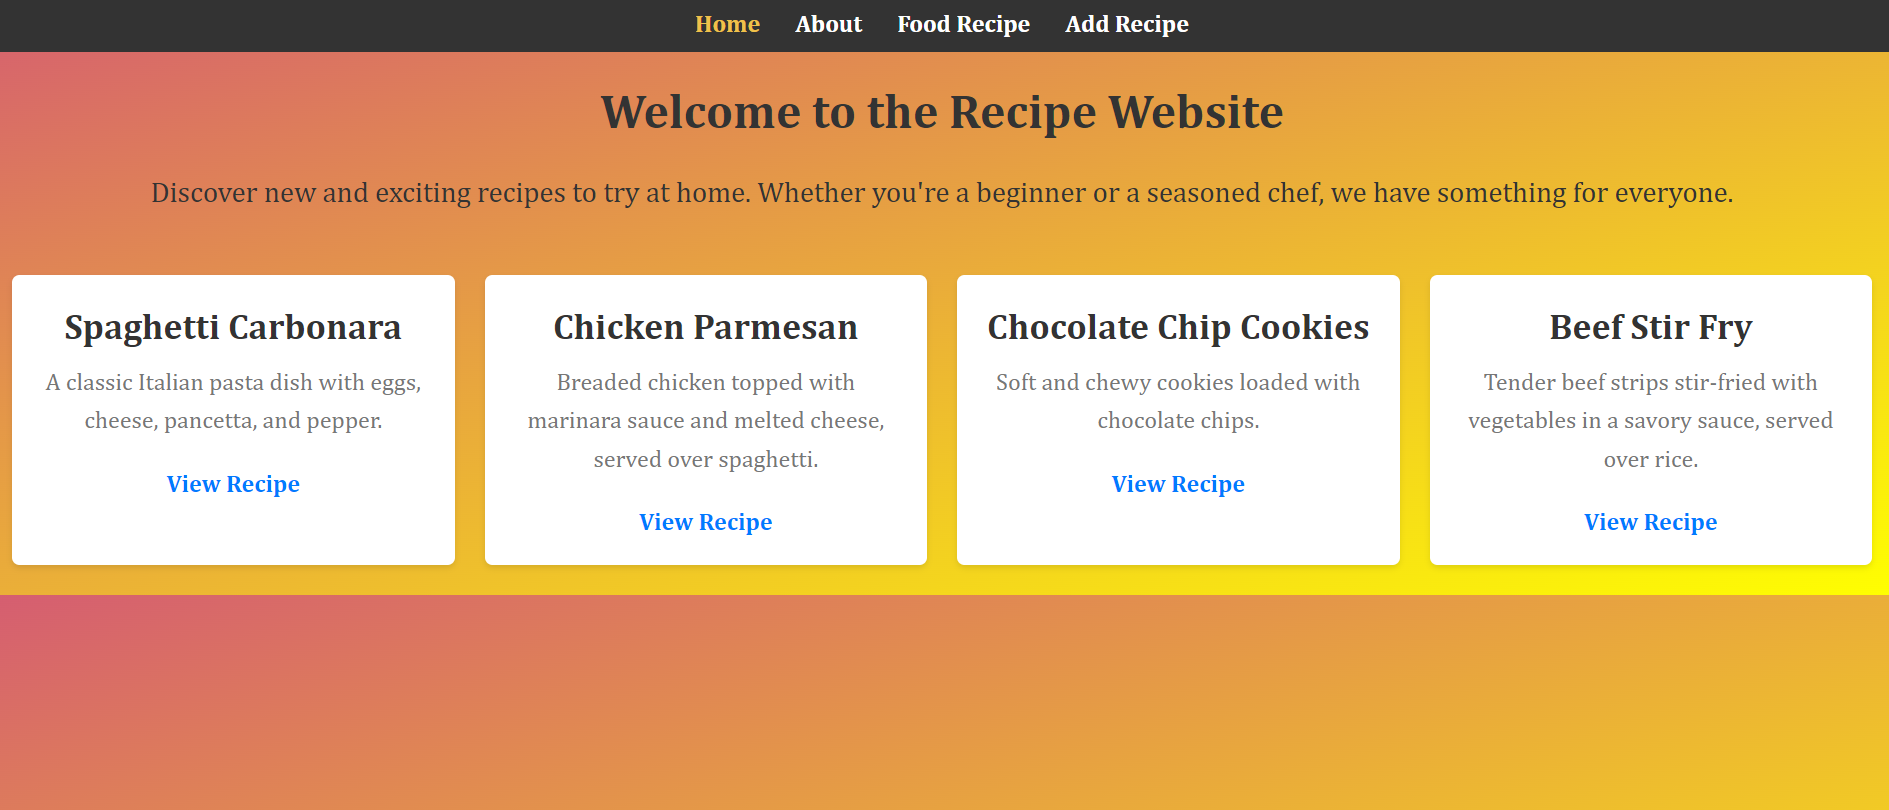 Home About Food Recipe Add Recipe
Welcome to the Recipe Website
Discover new and exciting recipes to try at home. Whether you're a beginner or a seasoned chef, we have something for everyone.
Spaghetti Carbonara
A classic Italian pasta dish with eggs,
cheese, pancetta, and pepper.
View Recipe
Chicken Parmesan
Breaded chicken topped with
marinara sauce and melted cheese,
served over spaghetti.
View Recipe
Chocolate Chip Cookies
Soft and chewy cookies loaded with
chocolate chips.
View Recipe
Beef Stir Fry
Tender beef strips stir-fried with
vegetables in a savory sauce, served
over rice.
View Recipe